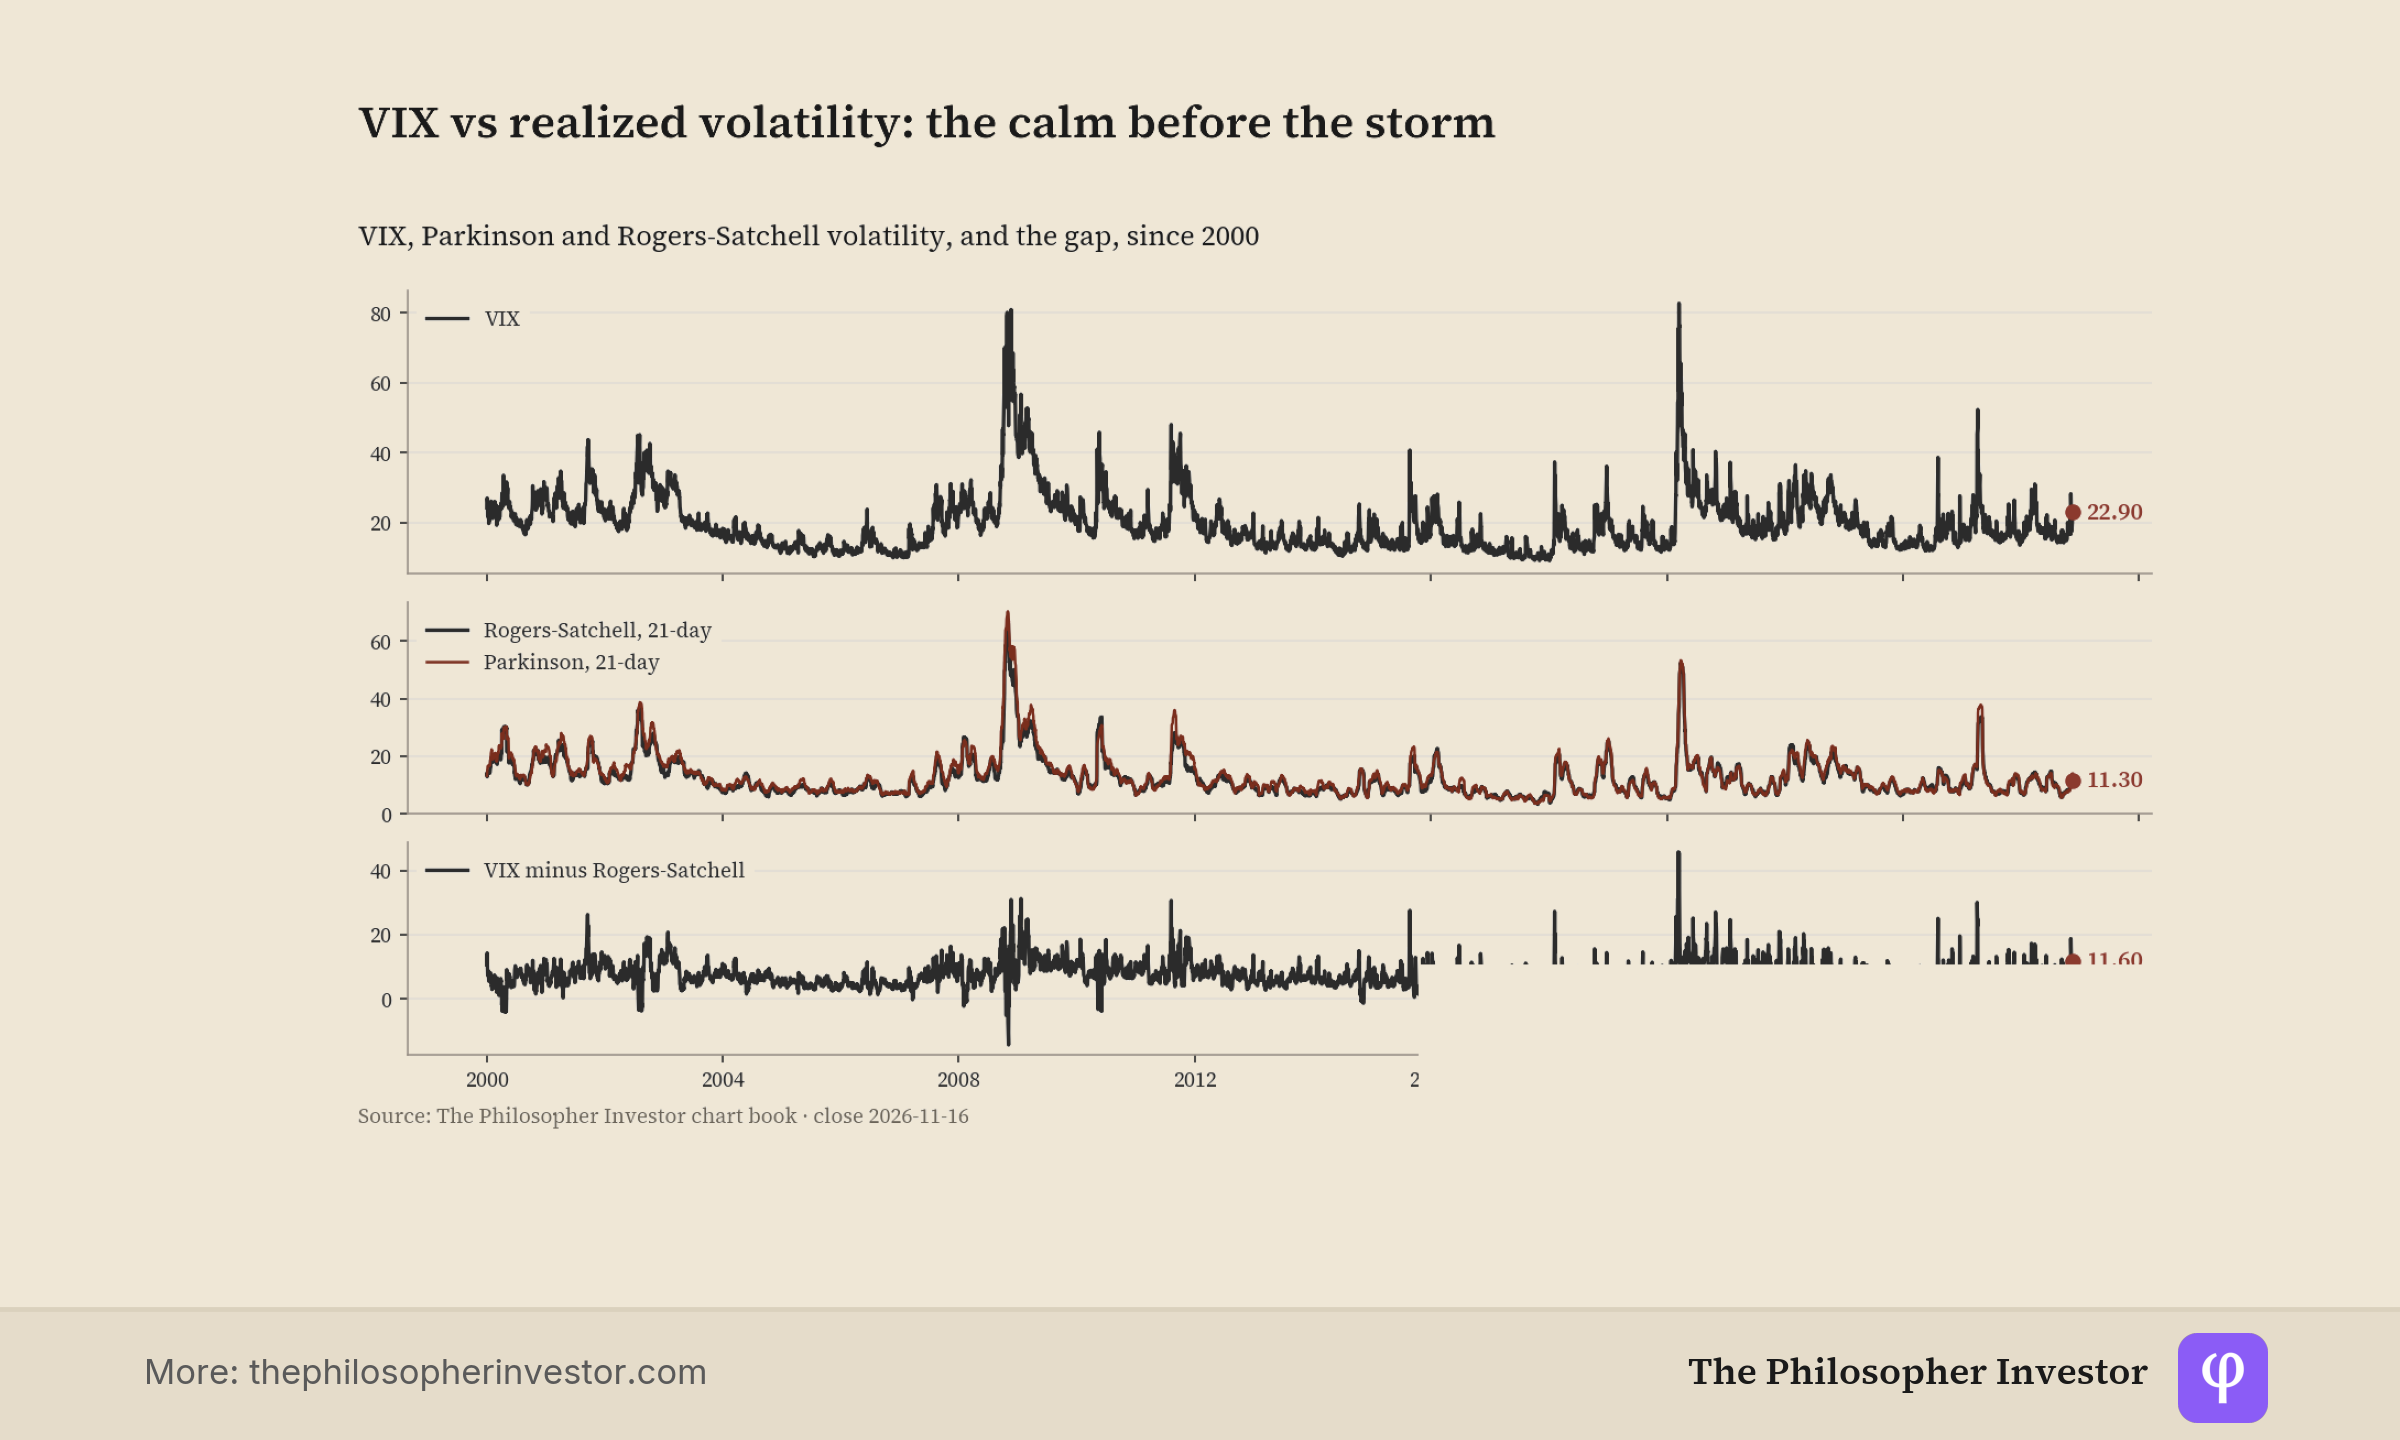 VIX vs realized volatility: the calm before the storm
VIX, Parkinson and Rogers-Satchell volatility, and the gap, since 2000
80
60
40
20
VIX
22.90
60
40
20
0
Rogers-Satchell, 21-day
Parkinson, 21-day
11.30
40
20
0
VIX minus Rogers-Satchell
11.60
2000 2004 2008 2012 2
Source: The Philosopher Investor chart book · close 2026-11-16
More: thephilosopherinvestor.com
The Philosopher Investor φ